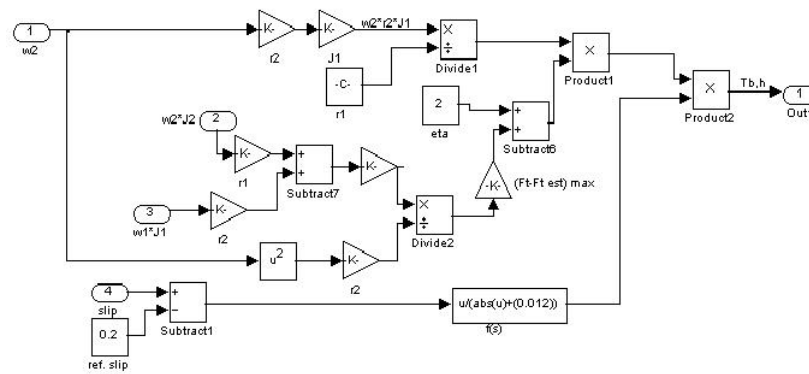 1
w2
K-
r2
K-
J1
w2*r2*J1
-C-
r1
×
÷
Divide1
×
Product1
×
Product2
Tb,h
1
Out1
2
eta
+
+
Subtract6
w2*J2
2
K-
r1
3
w1*J1
K-
r2
+
+
Subtract7
K-
×
÷
Divide2
-K-
(Ft-Ft est) max
u²
K-
r2
4
slip
0.2
ref. slip
+
−
Subtract1
u/(abs(u)+(0.012))
f(s)